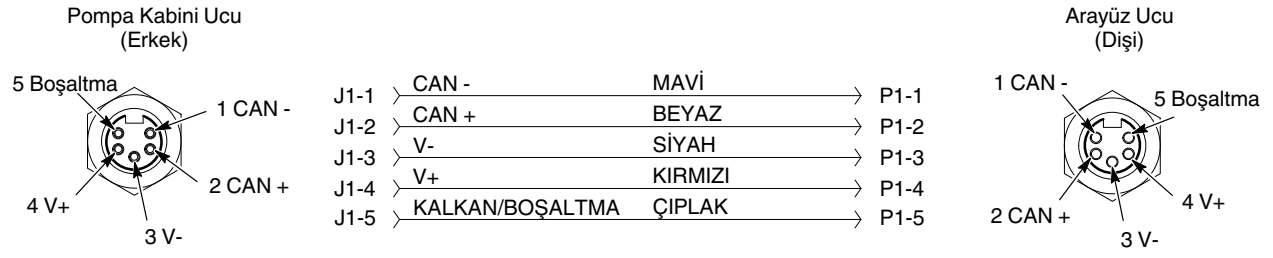 Pompa Kabini Ucu
(Erkek)
5 Boşaltma
1 CAN -
2 CAN +
4 V+
3 V-
J1-1 CAN - MAVİ P1-1
J1-2 CAN + BEYAZ P1-2
J1-3 V- SİYAH P1-3
J1-4 V+ KIRMIZI P1-4
J1-5 KALKAN/BOŞALTMA ÇIPLAK P1-5
Arayüz Ucu
(Dişi)
1 CAN -
5 Boşaltma
2 CAN +
4 V+
3 V-